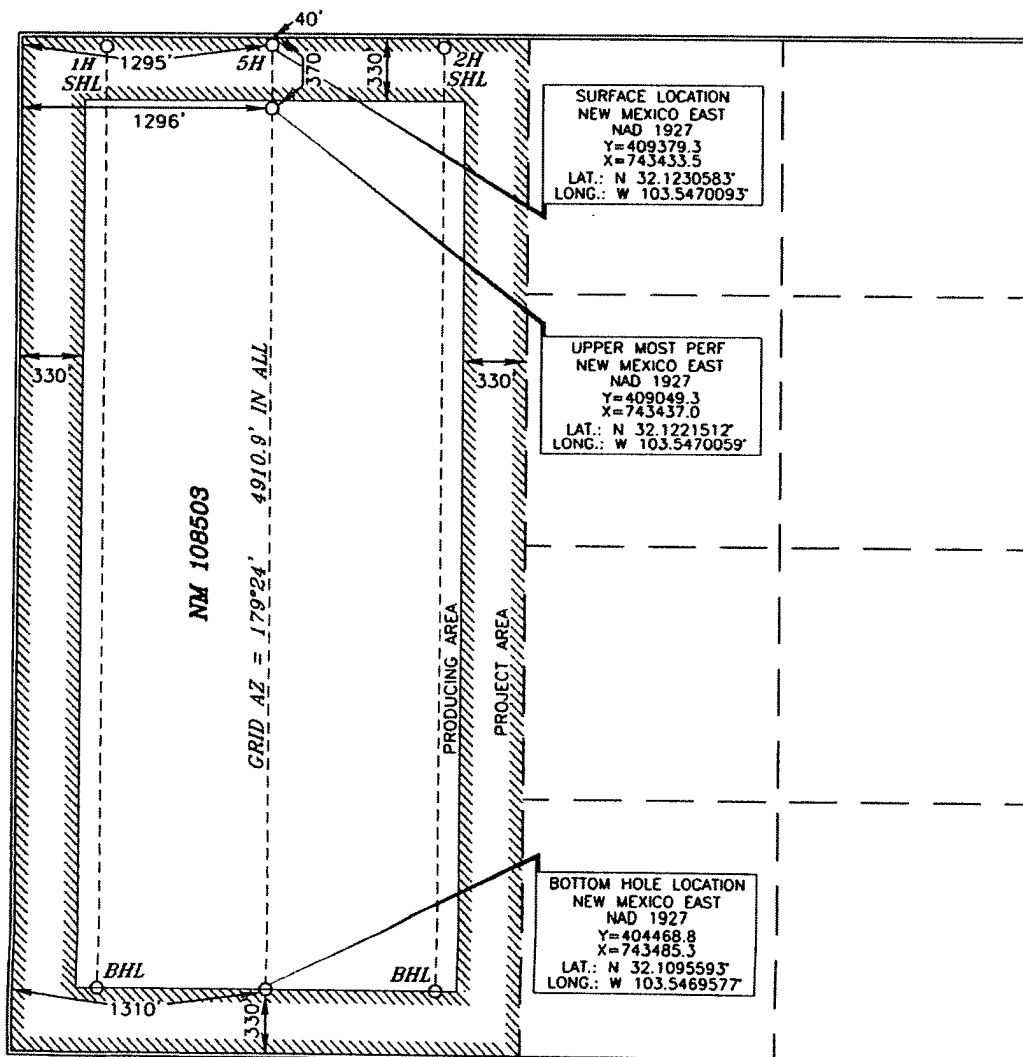 40'
1295'
1H
SHL
5H
370'
330'
2H
SHL
1296'
SURFACE LOCATION
NEW MEXICO EAST
NAD 1927
Y=409379.3
X=743433.5
LAT.: N 32.1230583°
LONG.: W 103.5470093°
330'
330'
UPPER MOST PERF
NEW MEXICO EAST
NAD 1927
Y=409049.3
X=743437.0
LAT.: N 32.1221512°
LONG.: W 103.5470059°
NM 108503
GRID AZ = 179°24' 4910.9' IN ALL
PRODUCING AREA
PROJECT AREA
BOTTOM HOLE LOCATION
NEW MEXICO EAST
NAD 1927
Y=404468.8
X=743485.3
LAT.: N 32.1095593°
LONG.: W 103.5469577°
BHL
BHL
1310'
330'